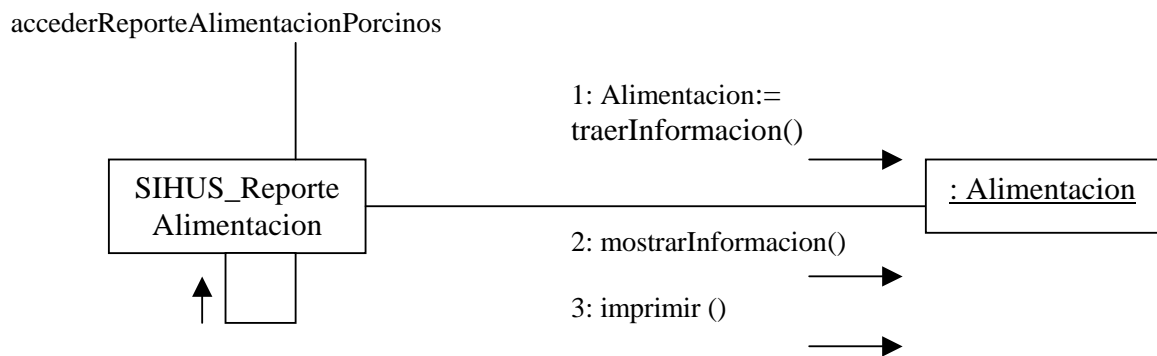 accederReporteAlimentacionPorcinos
1: Alimentacion:=
traerInformacion()
SIHUS_Reporte
Alimentacion
: Alimentacion
2: mostrarInformacion()
3: imprimir ()